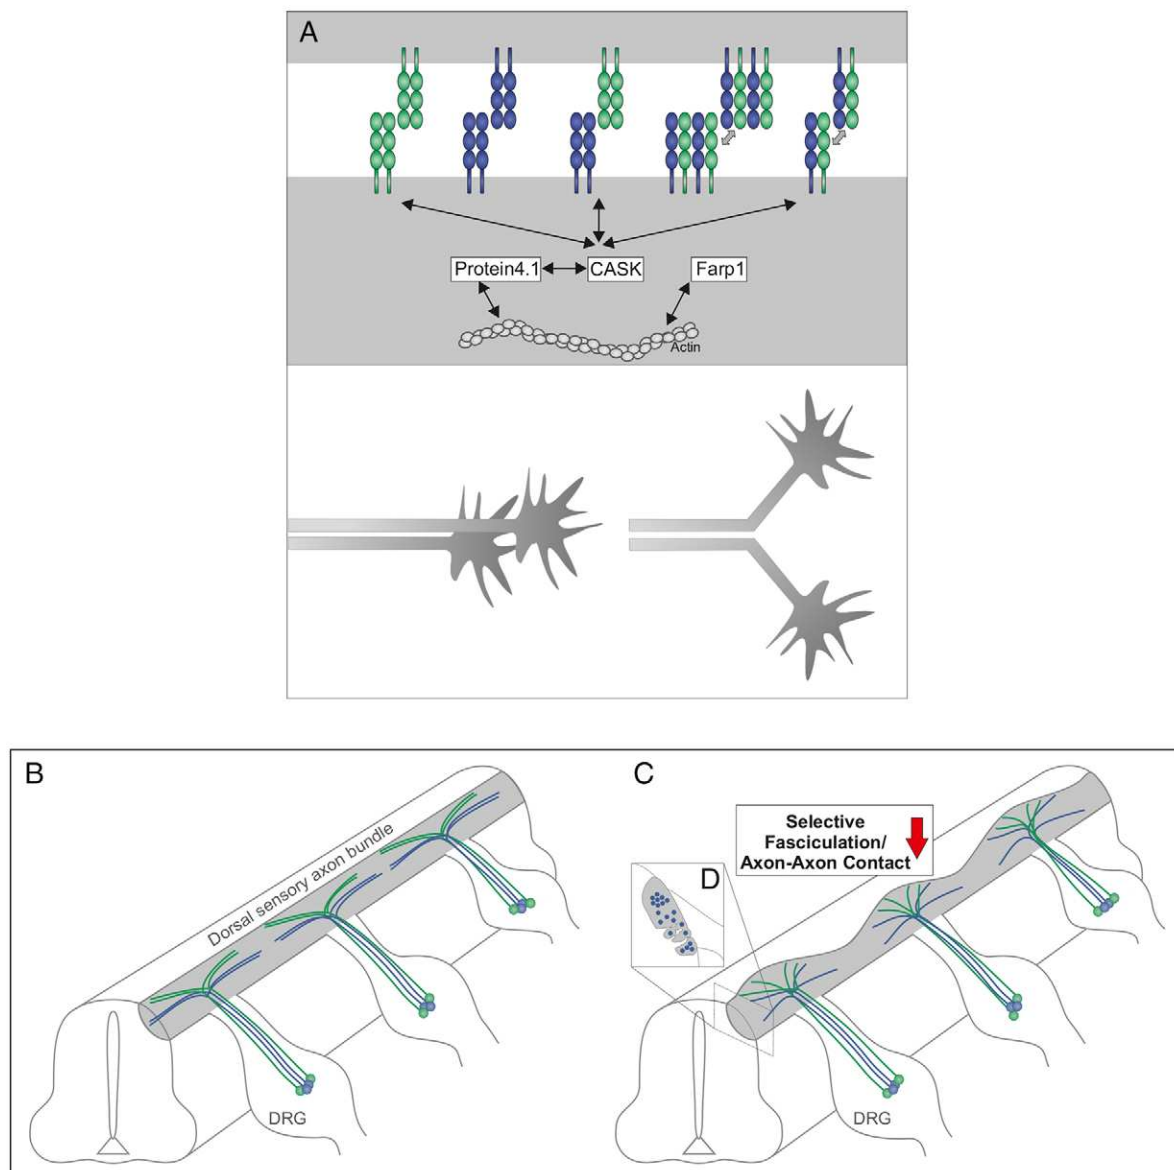 A
Protein4.1
CASK
Farp1
Actin
B
Dorsal sensory axon bundle
DRG
C
Selective
Fasciculation/
Axon-Axon Contact
D
DRG